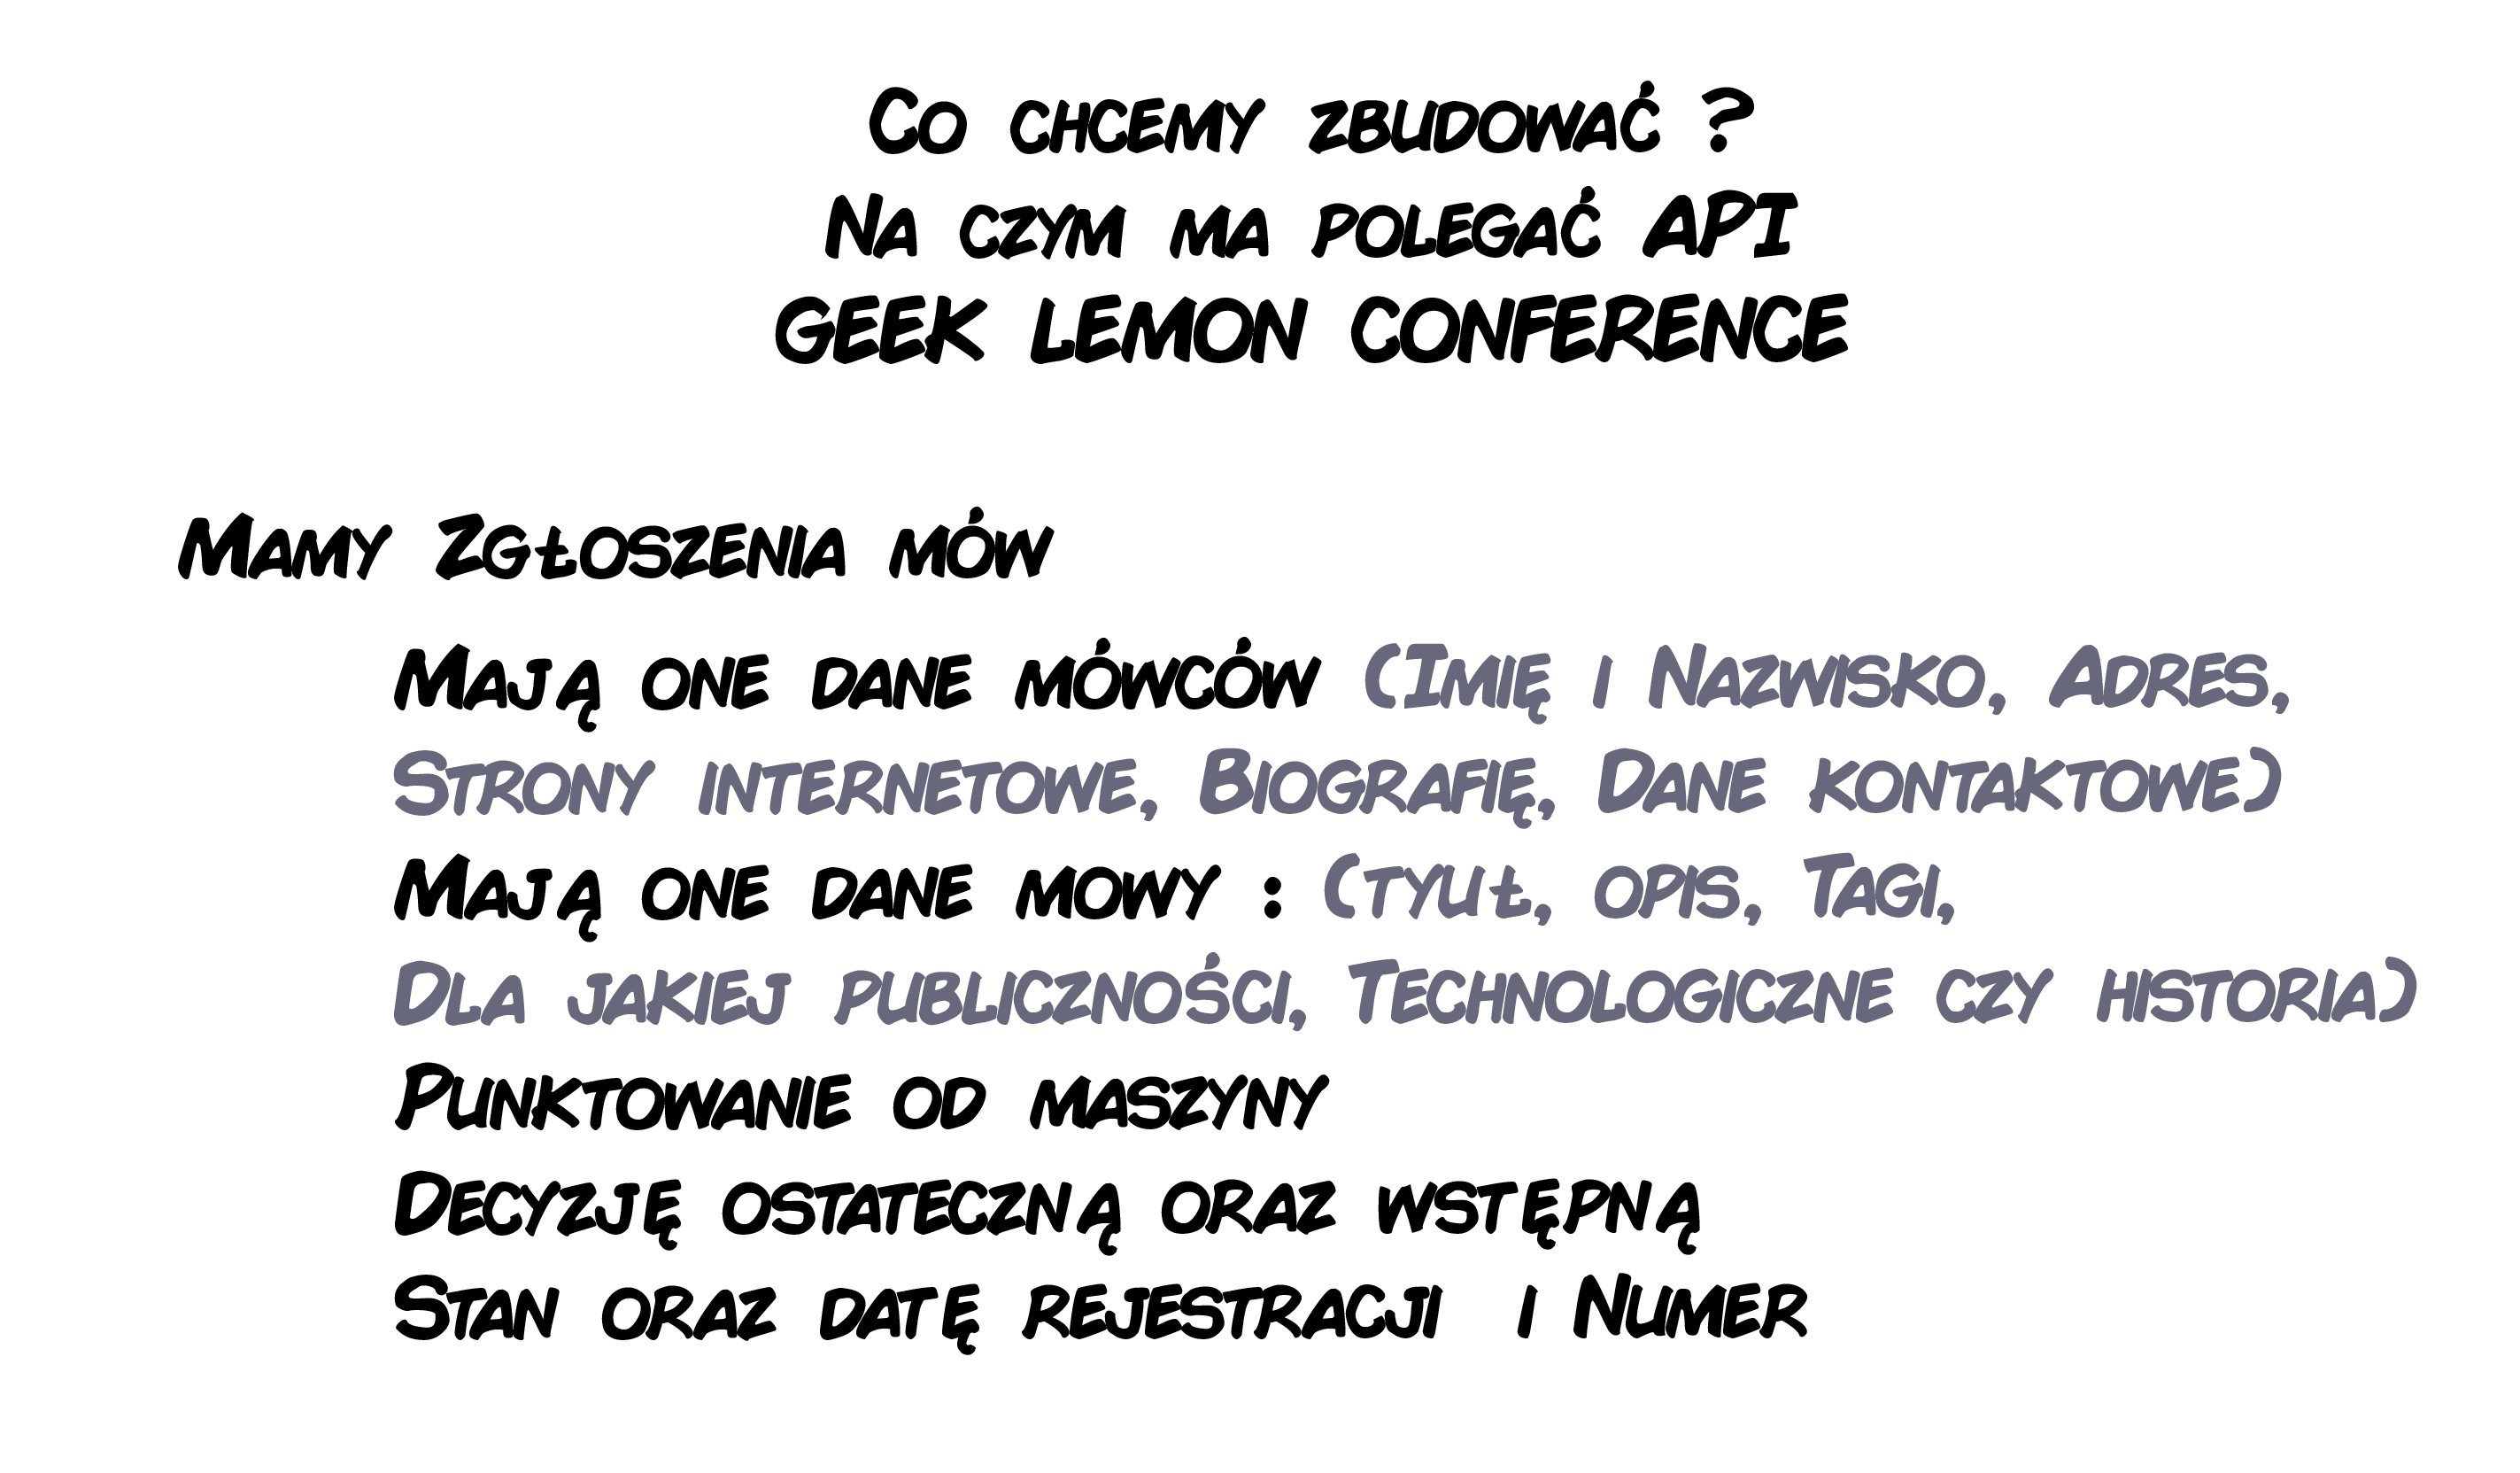 Co chcemy zbudować ?
Na czym ma polegać API
GEEK LEMON CONFERENCE
Mamy Zgłoszenia mów
Mają one dane mówców (Imię i Nazwisko, Adres,
Strony internetowe, Biografię, Dane kontaktowe)
Mają one dane mowy : (tyułt, opis, Tagi,
Dla jakiej publiczności, Technologiczne czy historia)
Punktowanie od maszyny
Decyzję ostateczną oraz wstępną
Stan oraz datę rejestracji i Numer